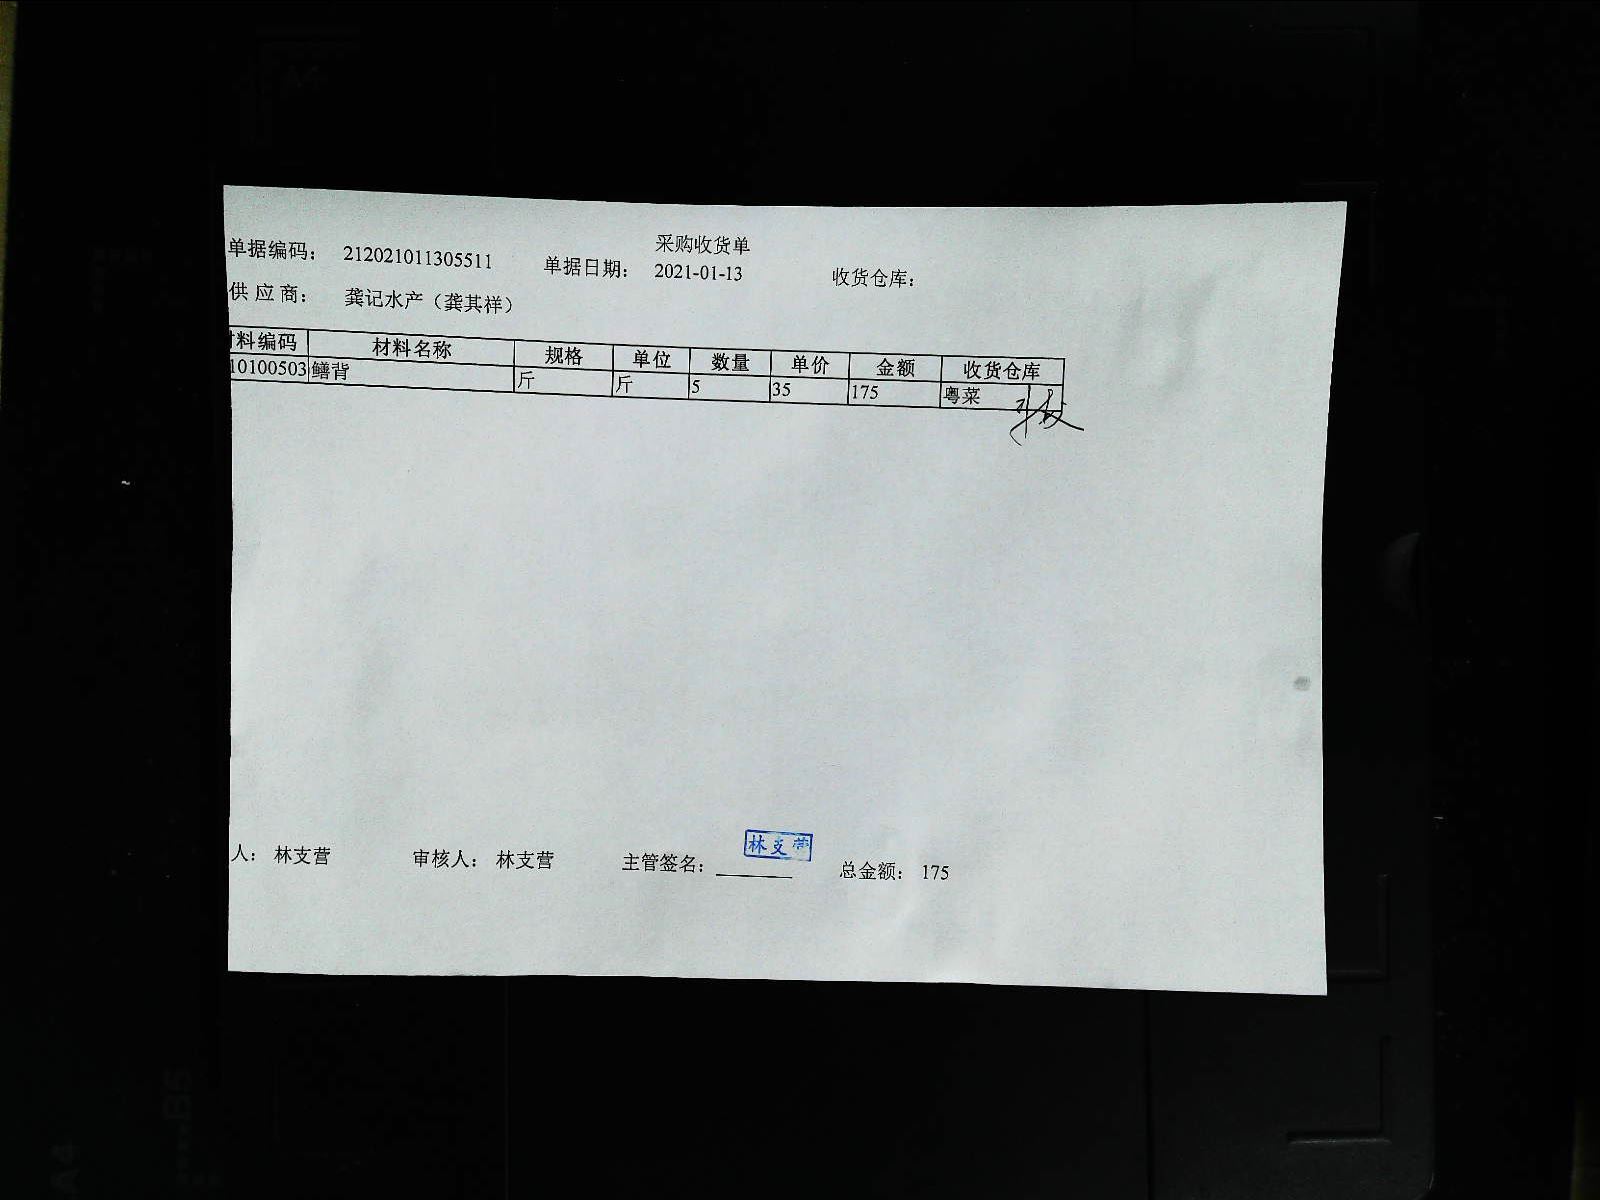 采购收货单
单据编码： 212021011305511 单据日期： 2021-01-13 收货仓库：
供 应 商： 龚记水产（龚其祥）
料编码 材料名称 规格 单位 数量 单价 金额 收货仓库
10100503 鳝背 斤 斤 5 35 175 粤菜
人： 林支营 审核人： 林支营 主管签名： 林支营 总金额： 175